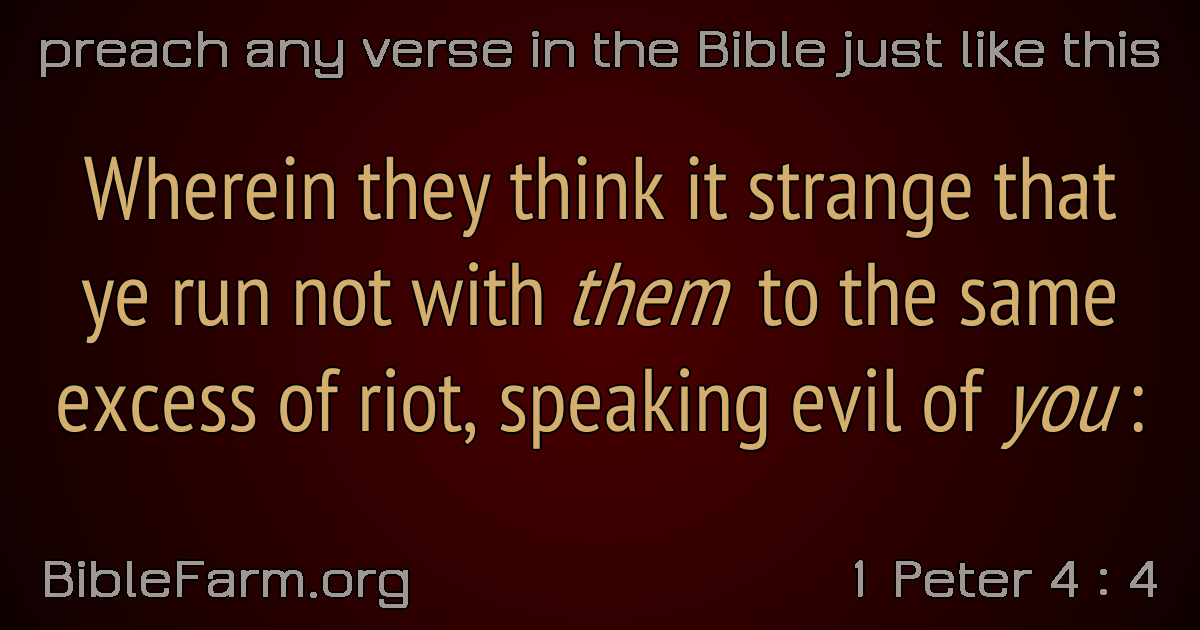 preach any verse in the Bible just like this
Wherein they think it strange that
ye run not with them to the same
excess of riot, speaking evil of you :
BibleFarm.org
1 Peter 4 : 4